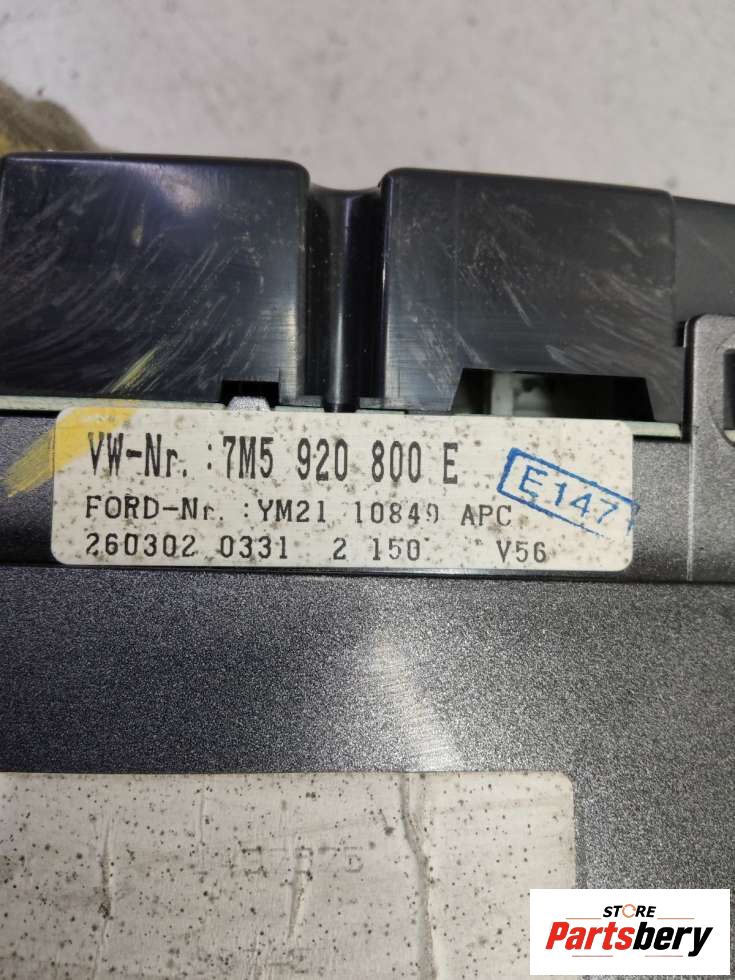 VW-Nr. :7M5 920 800 E
E147
FORD-Nr. :YM21 10849 APC
260302 0331 2 150 V56
STORE
Partsbery